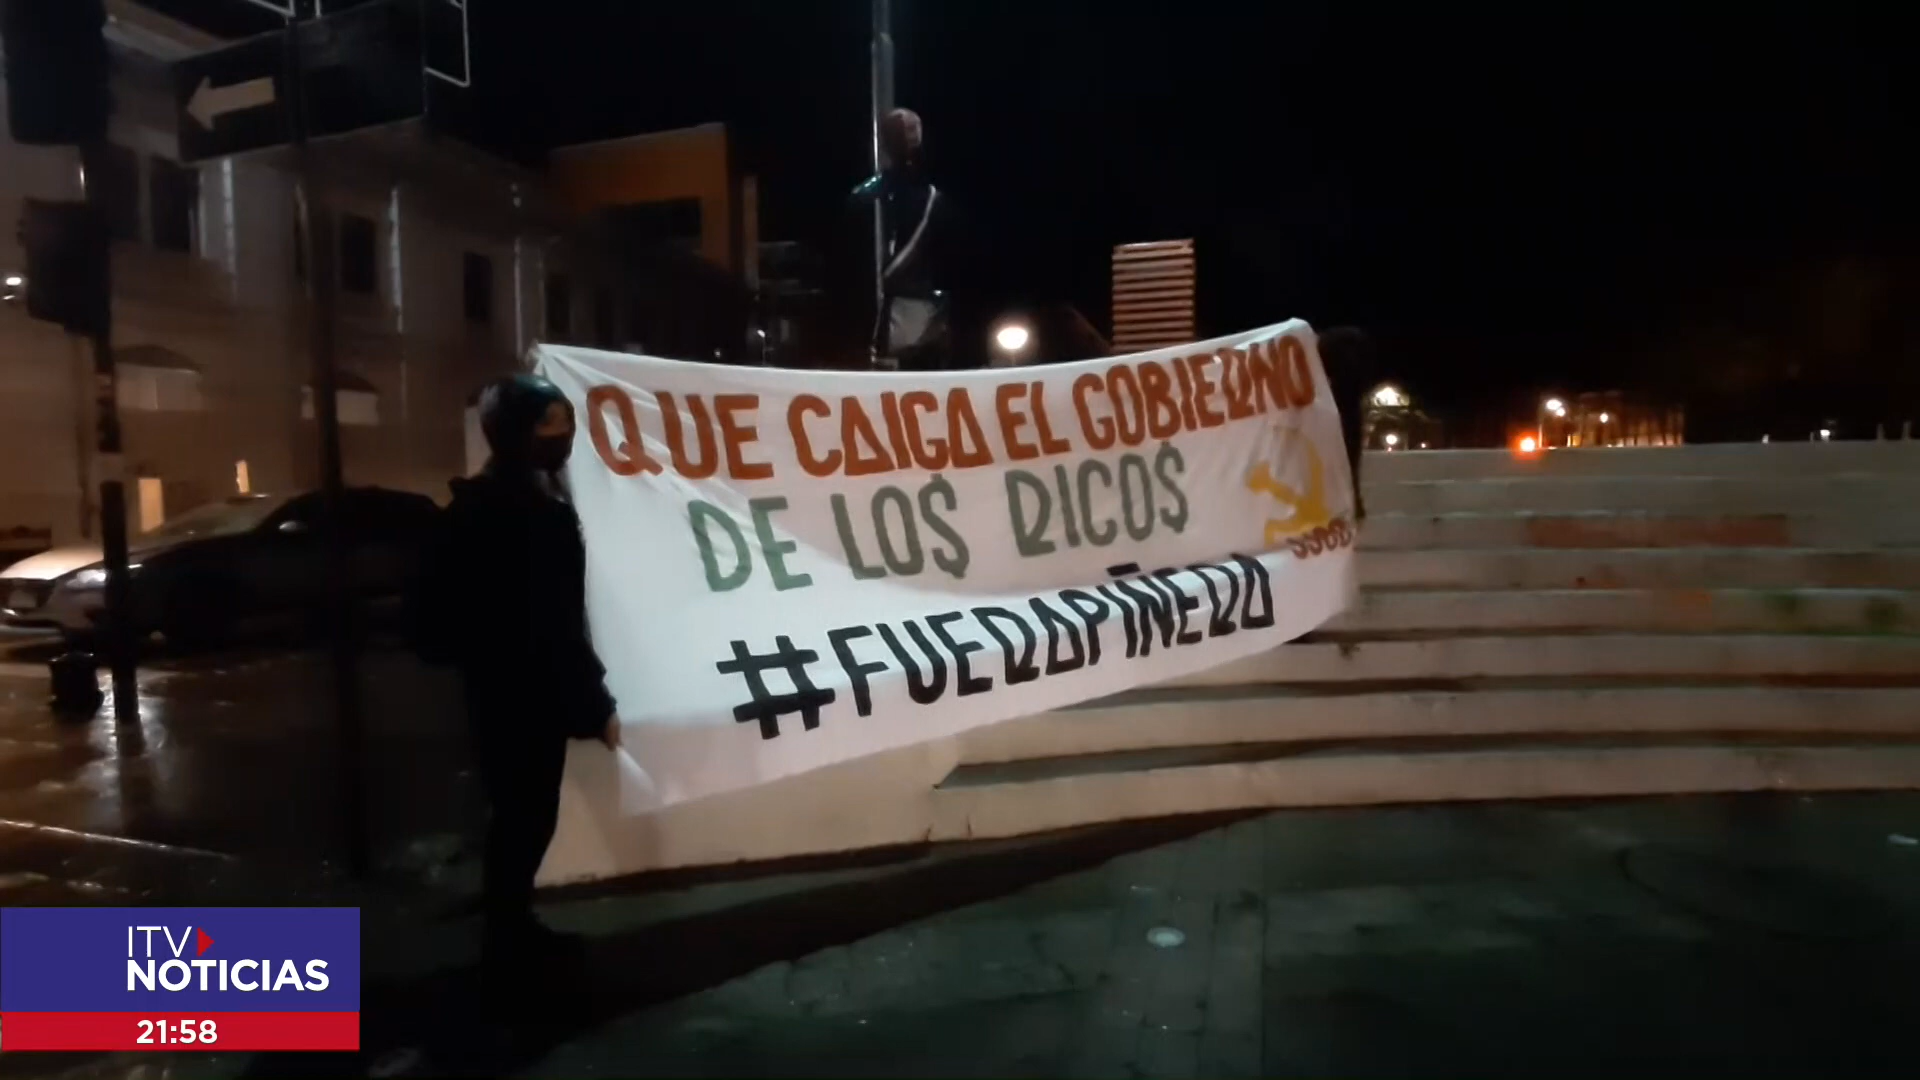 QUE CAIGA EL GOBIERNO
DE LO$ RICO$
#FUERAPIÑERA
ITV
NOTICIAS
21:58